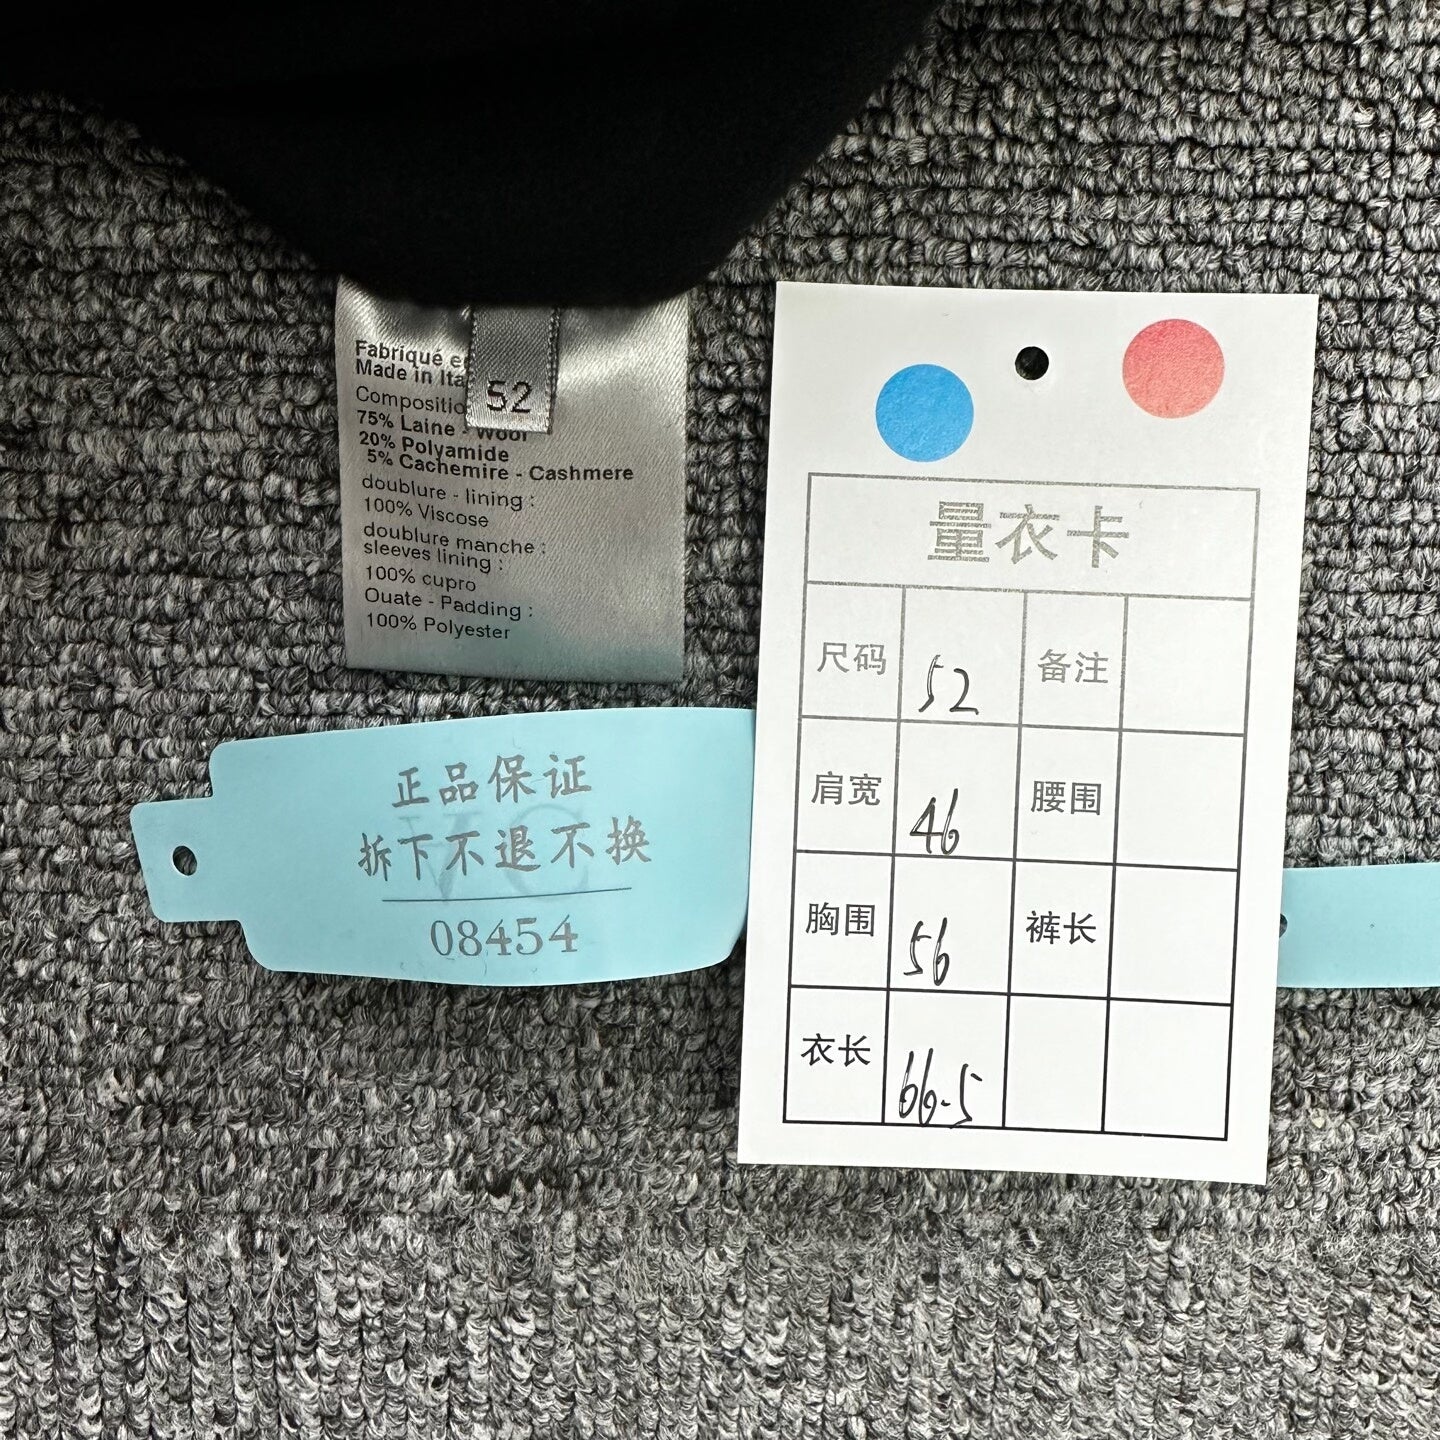 Fabriqué e
Made in Ita
52
Compositio
75% Laine - Wool
20% Polyamide
5% Cachemire - Cashmere
doublure - lining :
100% Viscose
doublure manche :
sleeves lining :
100% cupro
Ouate - Padding :
100% Polyester
正品保证
拆下不退不换
08454
量衣卡
尺码 52 备注
肩宽 46 腰围
胸围 56 裤长
衣长 66.5